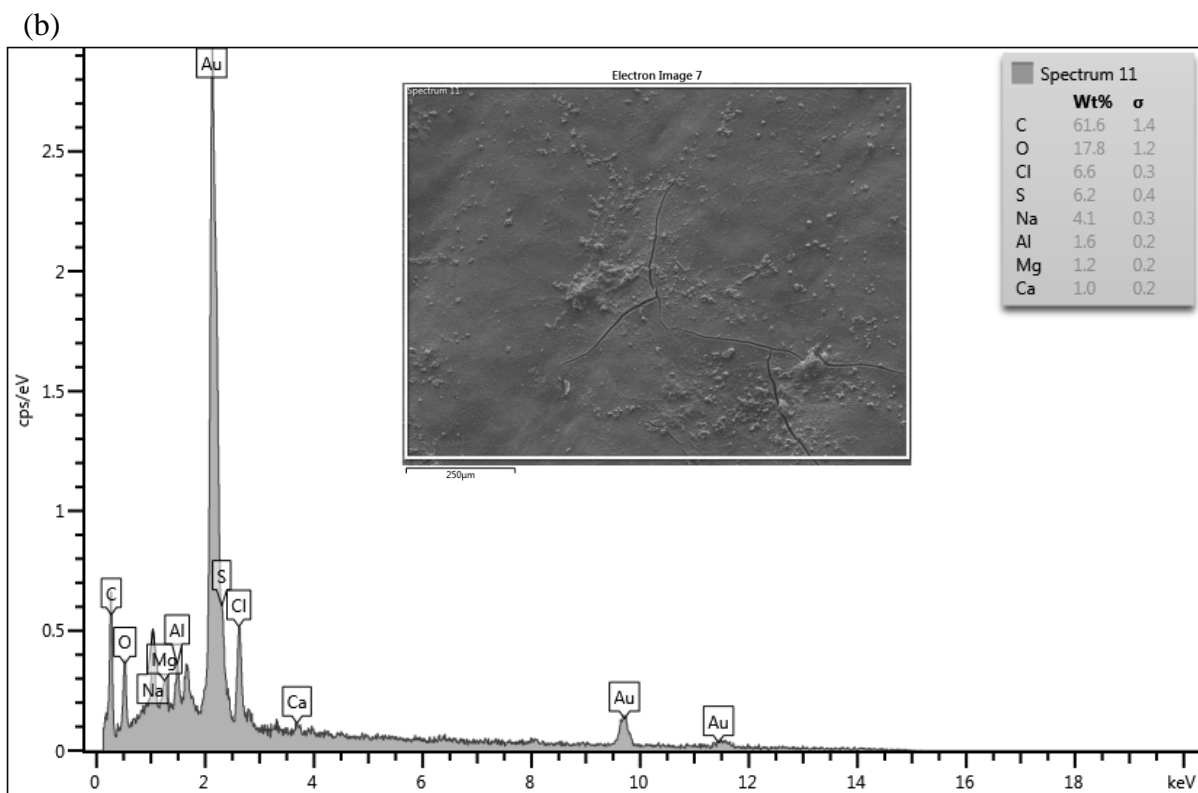 (b)
Electron Image 7
Spectrum 11
250µm
Spectrum 11
Wt% σ
C 61.6 1.4
O 17.8 1.2
Cl 6.6 0.3
S 6.2 0.4
Na 4.1 0.3
Al 1.6 0.2
Mg 1.2 0.2
Ca 1.0 0.2
cps/eV
2.5
2
1.5
1
0.5
0
Au
C
O
Na
Mg
Al
S
Cl
Ca
Au
Au
0 2 4 6 8 10 12 14 16 18 keV